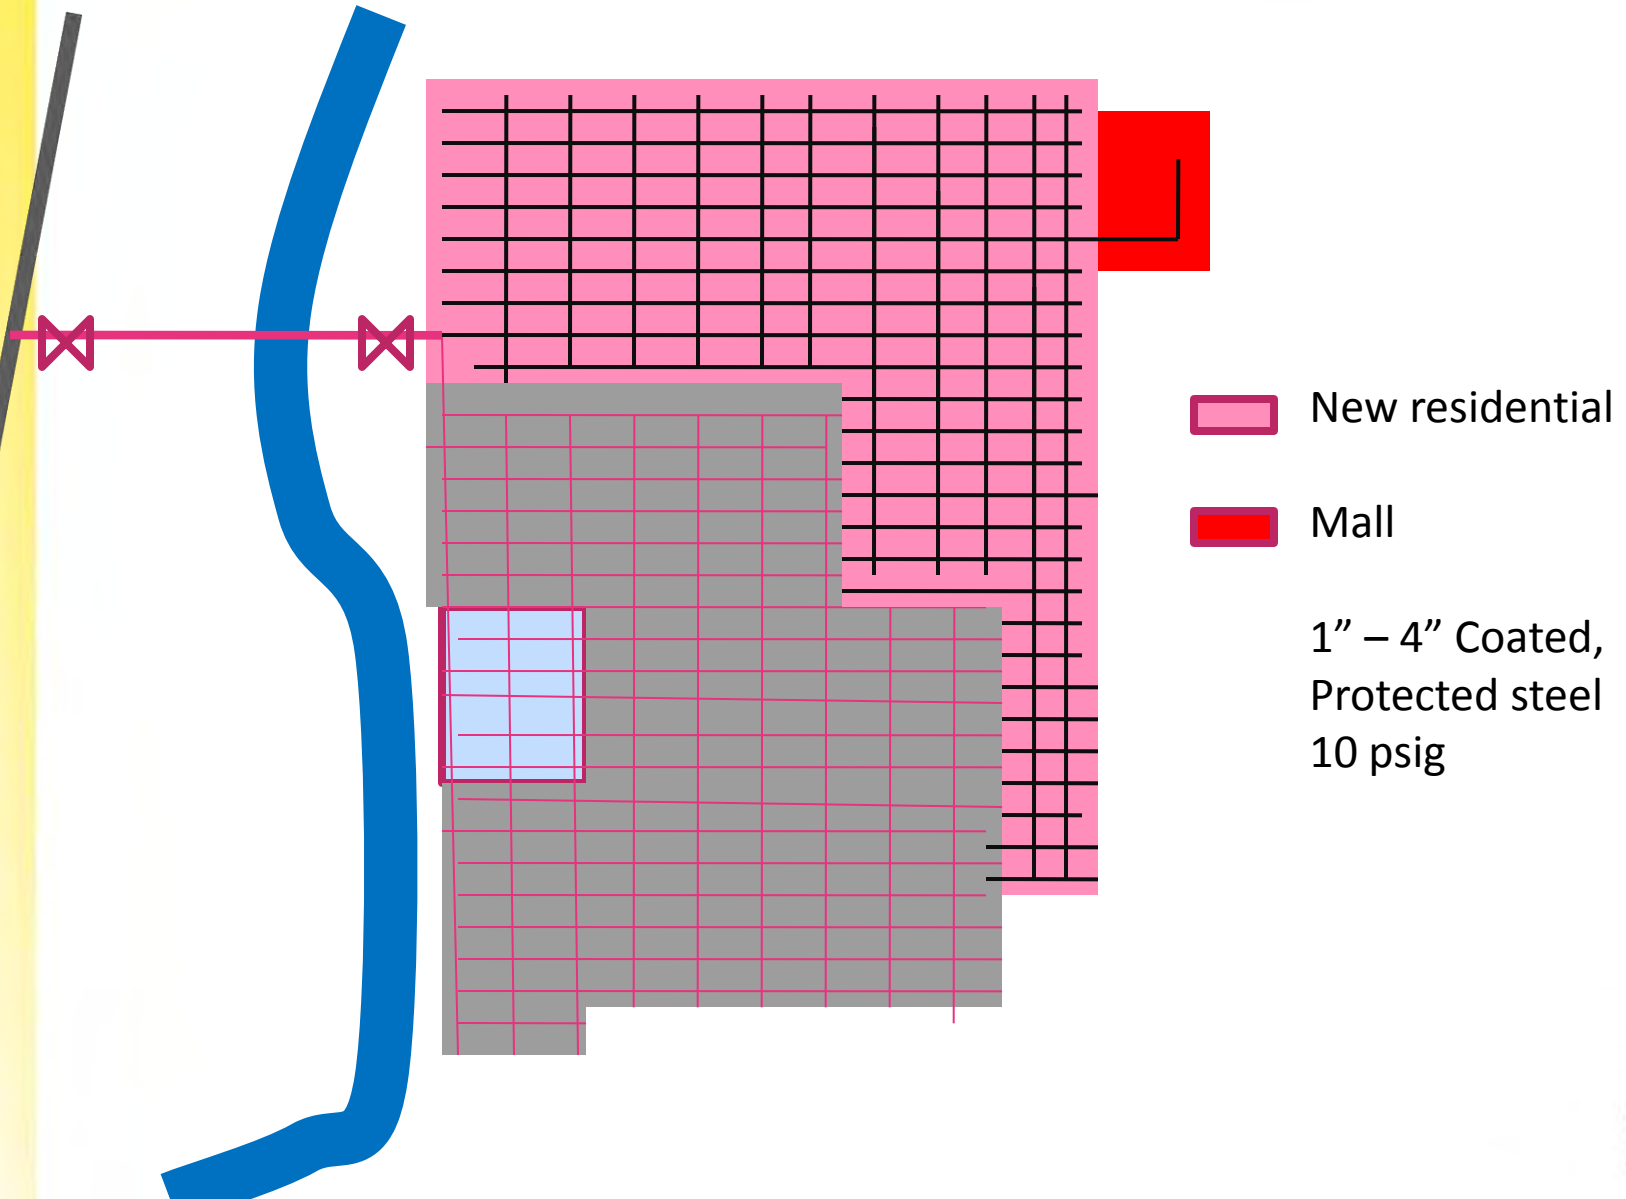 New residential
Mall
1” – 4” Coated,
Protected steel
10 psig